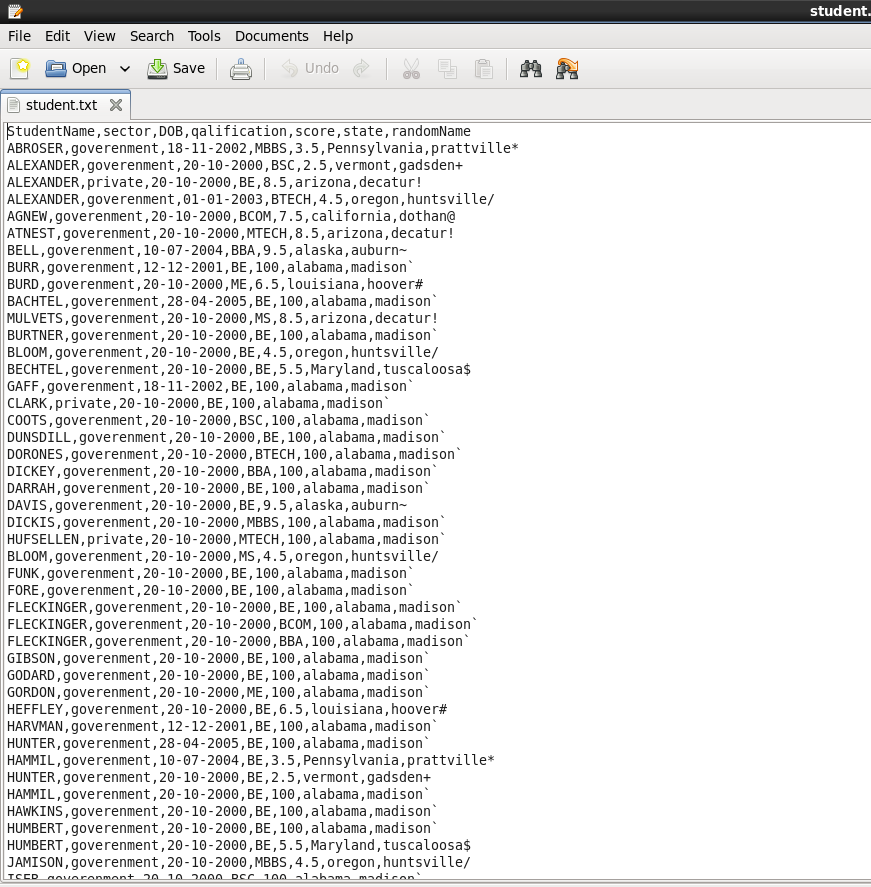 student.
File Edit View Search Tools Documents Help
Open Save Undo
student.txt
StudentName,sector,DOB,qalification,score,state,randomName
ABROSER,goverenment,18-11-2002,MBBS,3.5,Pennsylvania,prattville*
ALEXANDER,goverenment,20-10-2000,BSC,2.5,vermont,gadsden+
ALEXANDER,private,20-10-2000,BE,8.5,arizona,decatur!
ALEXANDER,goverenment,01-01-2003,BTECH,4.5,oregon,huntsville/
AGNEW,goverenment,20-10-2000,BCOM,7.5,california,dothan@
ATNEST,goverenment,20-10-2000,MTECH,8.5,arizona,decatur!
BELL,goverenment,10-07-2004,BBA,9.5,alaska,auburn~
BURR,goverenment,12-12-2001,BE,100,alabama,madison`
BURD,goverenment,20-10-2000,ME,6.5,louisiana,hoover#
BACHTEL,goverenment,28-04-2005,BE,100,alabama,madison`
MULVETS,goverenment,20-10-2000,MS,8.5,arizona,decatur!
BURTNER,goverenment,20-10-2000,BE,100,alabama,madison`
BLOOM,goverenment,20-10-2000,BE,4.5,oregon,huntsville/
BECHTEL,goverenment,20-10-2000,BE,5.5,Maryland,tuscaloosa$
GAFF,goverenment,18-11-2002,BE,100,alabama,madison`
CLARK,private,20-10-2000,BE,100,alabama,madison`
COOTS,goverenment,20-10-2000,BSC,100,alabama,madison`
DUNSDILL,goverenment,20-10-2000,BE,100,alabama,madison`
DORONES,goverenment,20-10-2000,BTECH,100,alabama,madison`
DICKEY,goverenment,20-10-2000,BBA,100,alabama,madison`
DARRAH,goverenment,20-10-2000,BE,100,alabama,madison`
DAVIS,goverenment,20-10-2000,BE,9.5,alaska,auburn~
DICKIS,goverenment,20-10-2000,MBBS,100,alabama,madison`
HUFSELLEN,private,20-10-2000,MTECH,100,alabama,madison`
BLOOM,goverenment,20-10-2000,MS,4.5,oregon,huntsville/
FUNK,goverenment,20-10-2000,BE,100,alabama,madison`
FORE,goverenment,20-10-2000,BE,100,alabama,madison`
FLECKINGER,goverenment,20-10-2000,BE,100,alabama,madison`
FLECKINGER,goverenment,20-10-2000,BCOM,100,alabama,madison`
FLECKINGER,goverenment,20-10-2000,BBA,100,alabama,madison`
GIBSON,goverenment,20-10-2000,BE,100,alabama,madison`
GODARD,goverenment,20-10-2000,BE,100,alabama,madison`
GORDON,goverenment,20-10-2000,ME,100,alabama,madison`
HEFFLEY,goverenment,20-10-2000,BE,6.5,louisiana,hoover#
HARVMAN,goverenment,12-12-2001,BE,100,alabama,madison`
HUNTER,goverenment,28-04-2005,BE,100,alabama,madison`
HAMMIL,goverenment,10-07-2004,BE,3.5,Pennsylvania,prattville*
HUNTER,goverenment,20-10-2000,BE,2.5,vermont,gadsden+
HAMMIL,goverenment,20-10-2000,BE,100,alabama,madison`
HAWKINS,goverenment,20-10-2000,BE,100,alabama,madison`
HUMBERT,goverenment,20-10-2000,BE,100,alabama,madison`
HUMBERT,goverenment,20-10-2000,BE,5.5,Maryland,tuscaloosa$
JAMISON,goverenment,20-10-2000,MBBS,4.5,oregon,huntsville/
ISER,goverenment,20-10-2000,BSC,100,alabama,madison`